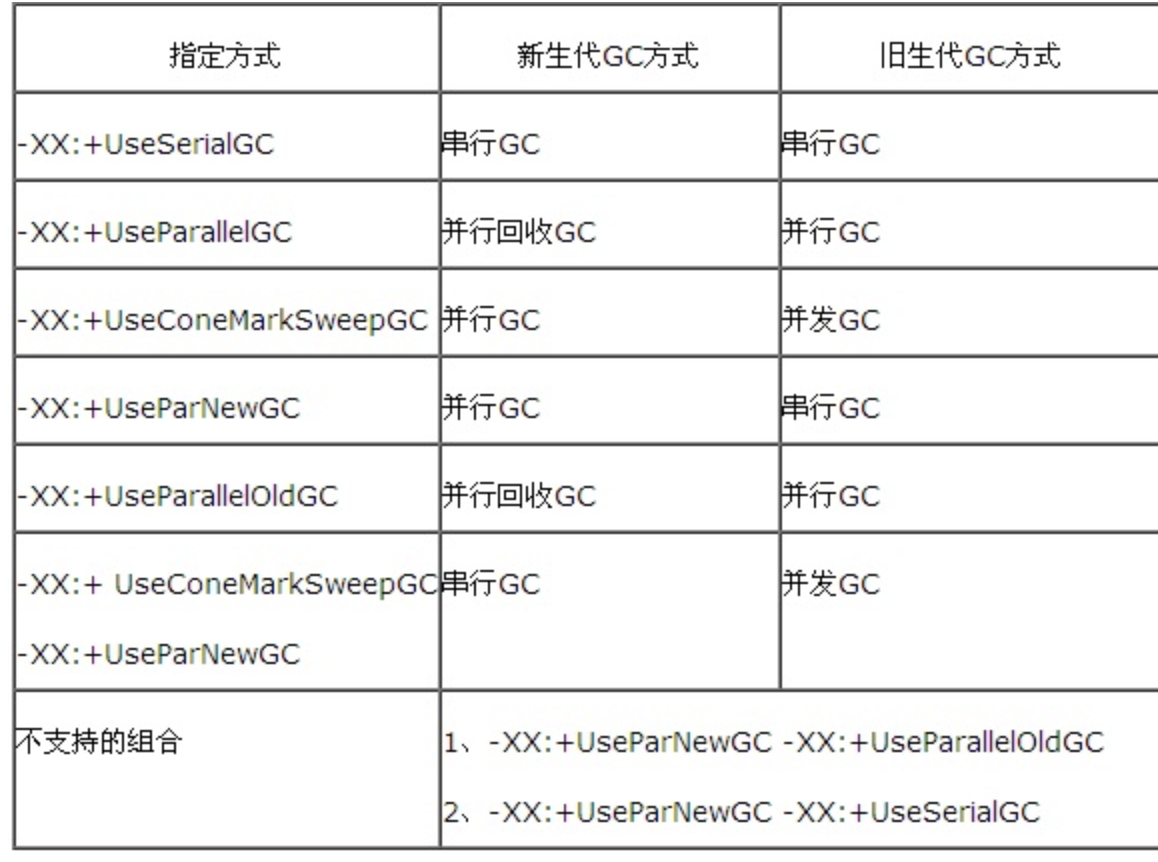 指定方式 新生代GC方式 旧生代GC方式
-XX:+UseSerialGC 串行GC 串行GC
-XX:+UseParallelGC 并行回收GC 并行GC
-XX:+UseConeMarkSweepGC 并行GC 并发GC
-XX:+UseParNewGC 并行GC 串行GC
-XX:+UseParallelOldGC 并行回收GC 并行GC
-XX:+ UseConeMarkSweepGC 串行GC 并发GC
-XX:+UseParNewGC
不支持的组合 1、-XX:+UseParNewGC -XX:+UseParallelOldGC
2、-XX:+UseParNewGC -XX:+UseSerialGC